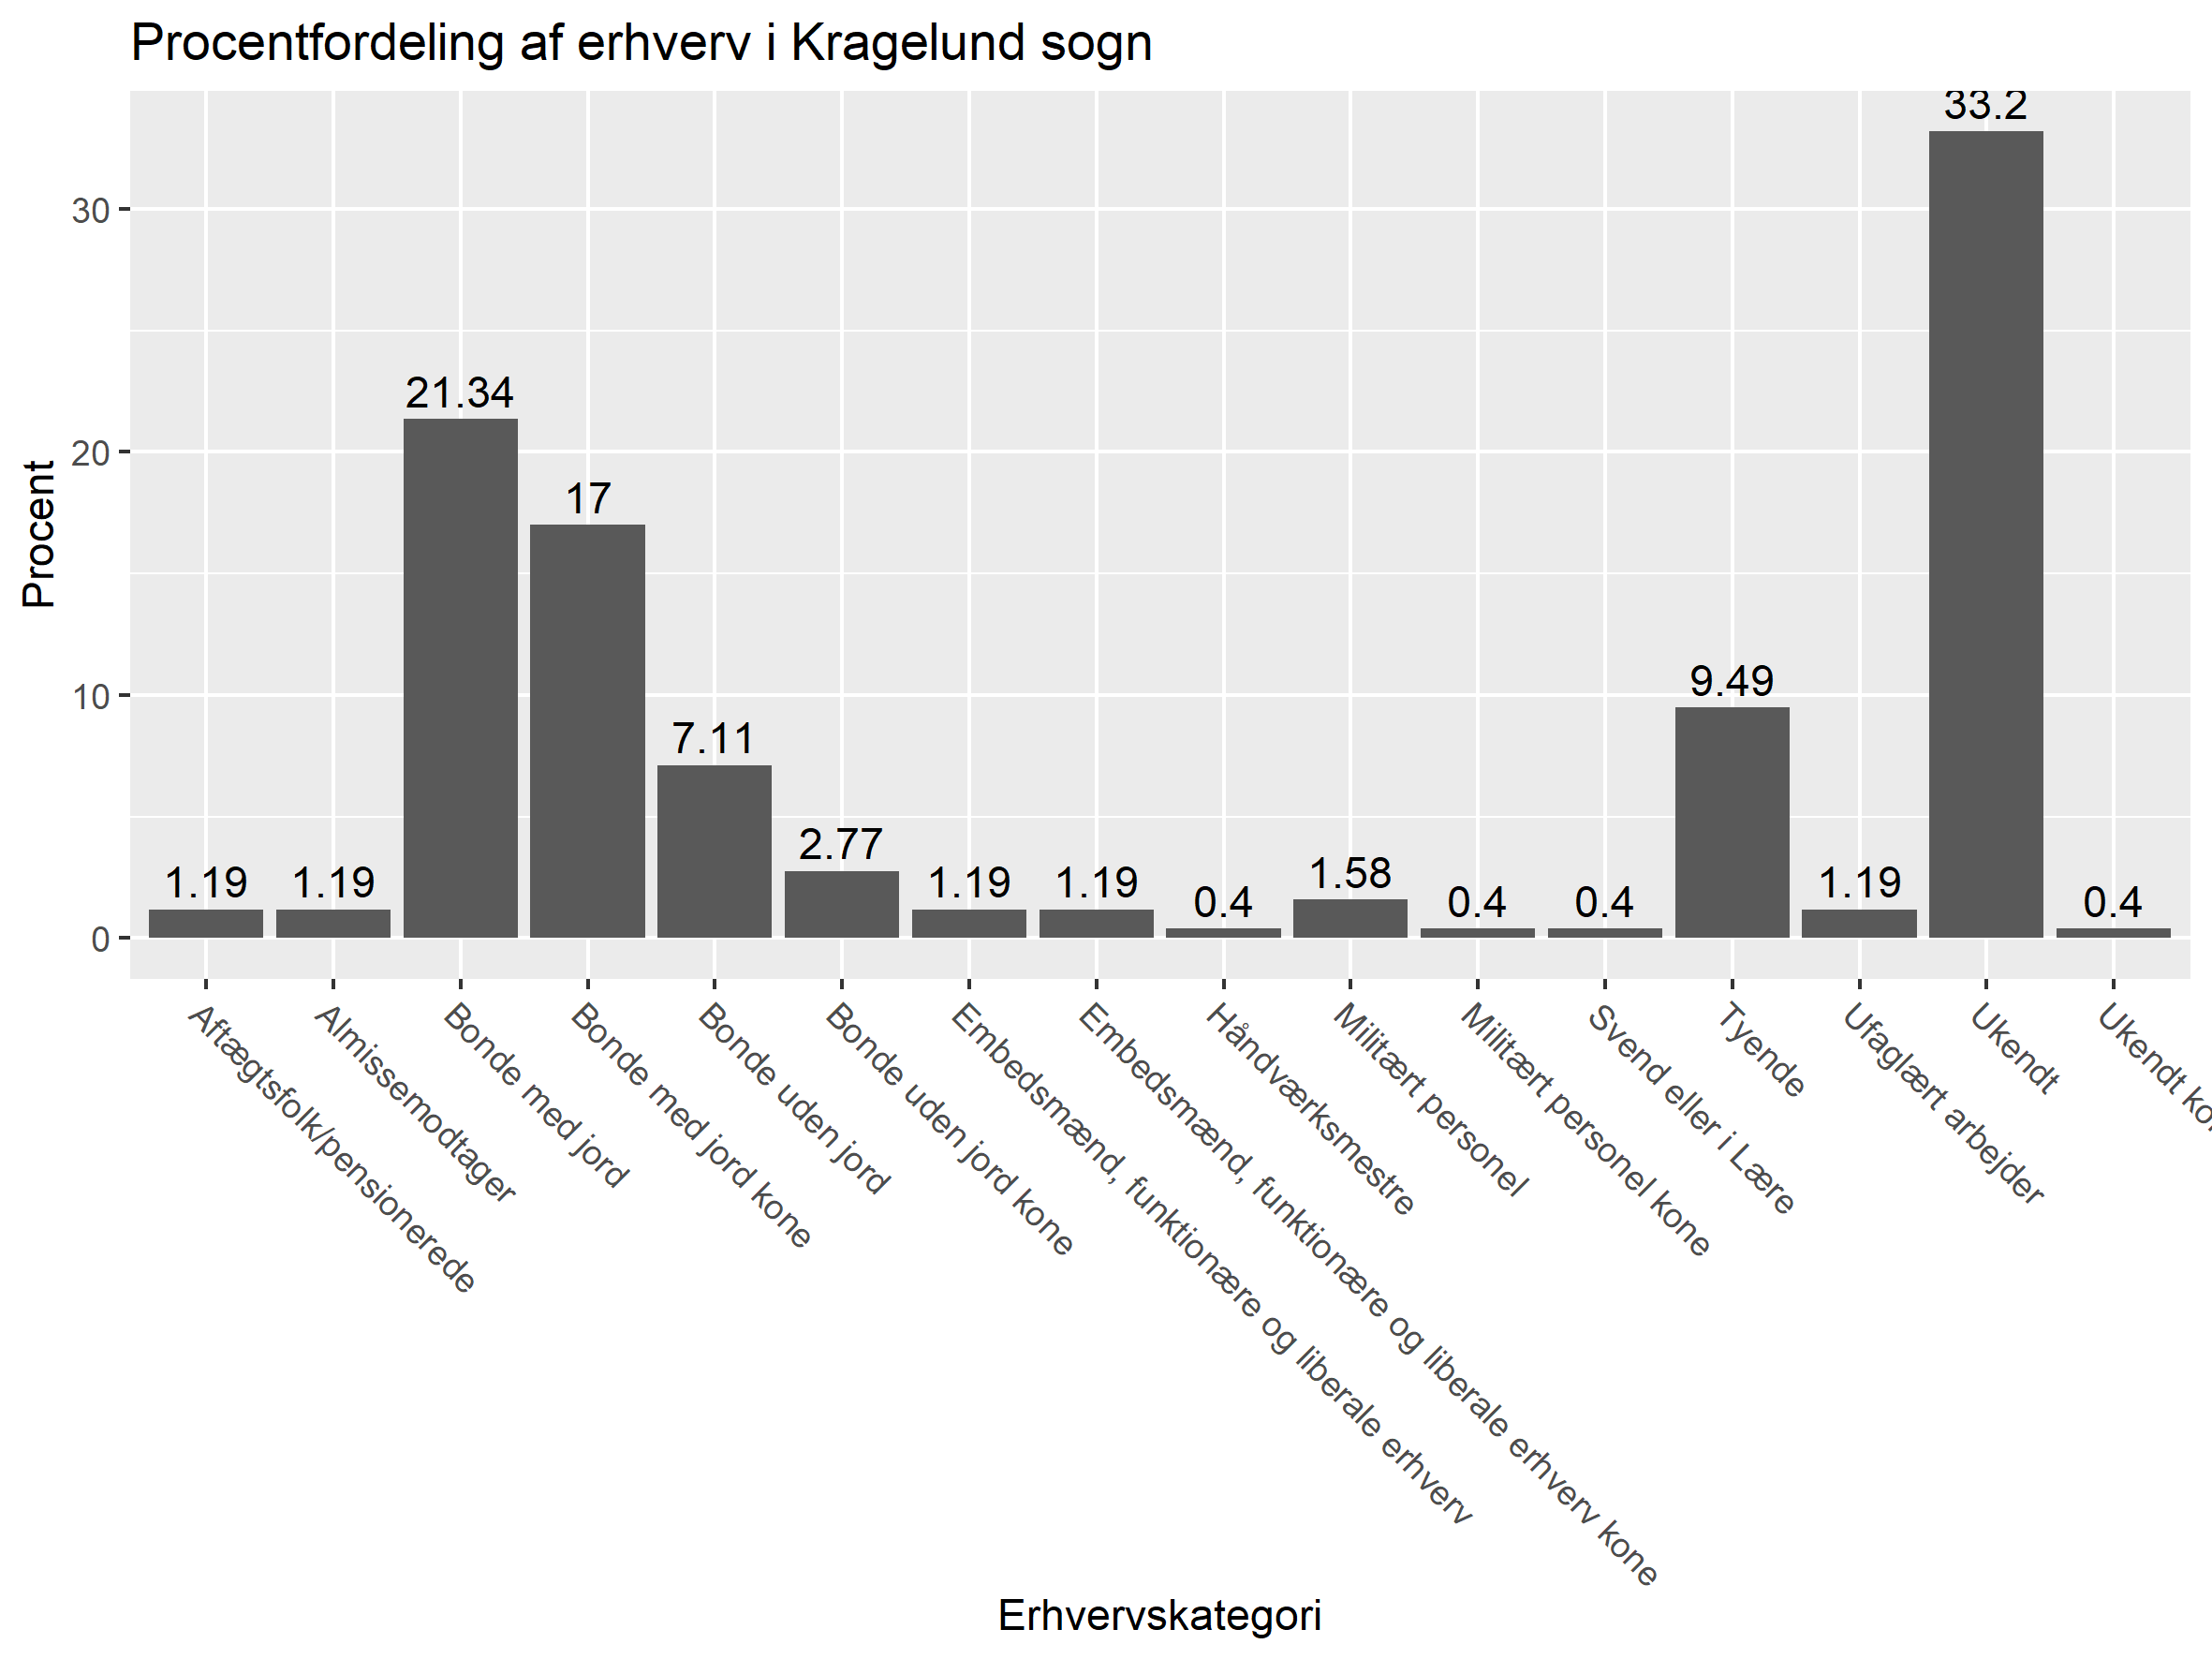 Procentfordeling af erhverv i Kragelund sogn
Procent
30
20
10
0
1.19
1.19
21.34
17
7.11
2.77
1.19
1.19
0.4
1.58
0.4
0.4
9.49
1.19
33.2
0.4
Aftægtsfolk/pensionerede
Almissemodtager
Bonde med jord
Bonde med jord kone
Bonde uden jord
Bonde uden jord kone
Embedsmænd, funktionære og liberale erhverv
Embedsmænd, funktionære og liberale erhverv kone
Håndværksmestre
Militært personel
Militært personel kone
Svend eller i Lære
Tyende
Ufaglært arbejder
Ukendt
Ukendt
Erhvervskategori